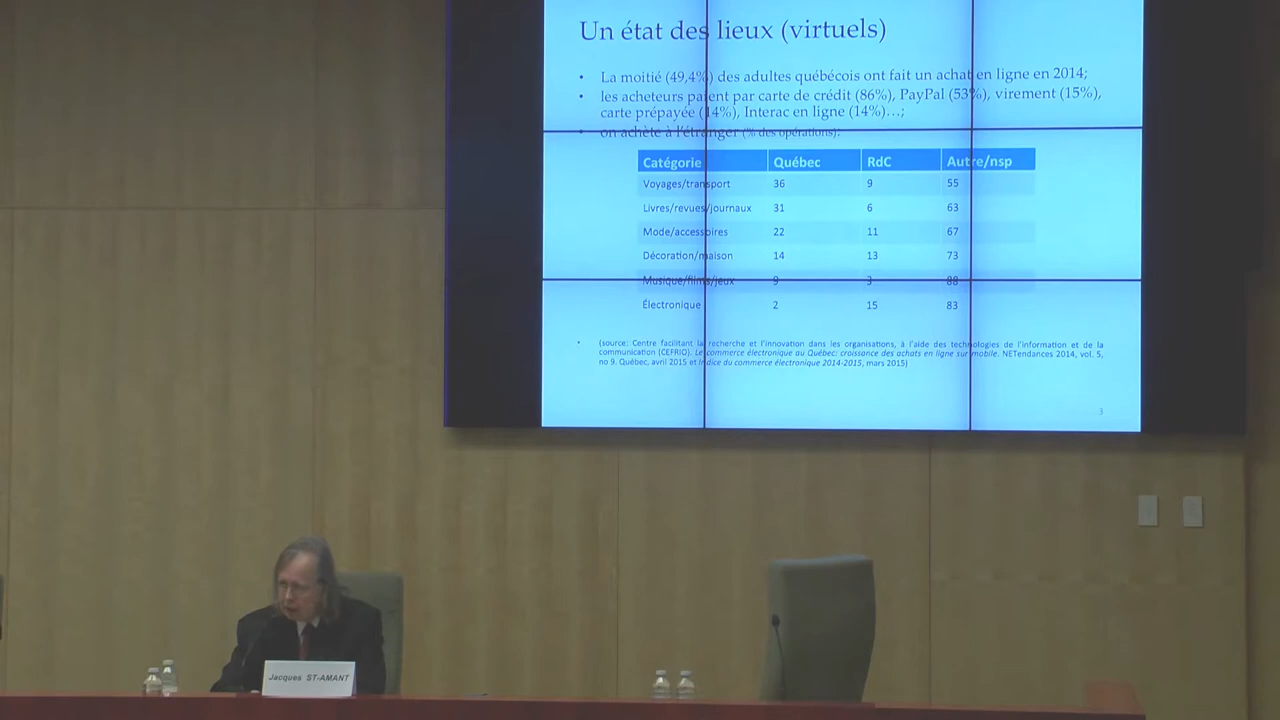 Un état des lieux (virtuels)
• La moitié (49,4%) des adultes québécois ont fait un achat en ligne en 2014;
• les acheteurs paient par carte de crédit (86%), PayPal (53%), virement (15%),
carte prépayée (14%), Interac en ligne (14%)…;
• on achète à l'étranger (% des opérations):
Catégorie Québec RdC Autre/nsp
Voyages/transport 36 9 55
Livres/revues/journaux 31 6 63
Mode/accessoires 22 11 67
Décoration/maison 14 13 73
Musique/films/jeux 9 3 88
Électronique 2 15 83
• (source: Centre facilitant la recherche et l'innovation dans les organisations, à l'aide des technologies de l'information et de la
communication (CEFRIO). Le commerce électronique au Québec: croissance des achats en ligne sur mobile. NETendances 2014, vol. 5,
no 9. Québec, avril 2015 et Indice du commerce électronique 2014-2015, mars 2015)
3
Jacques ST-AMANT